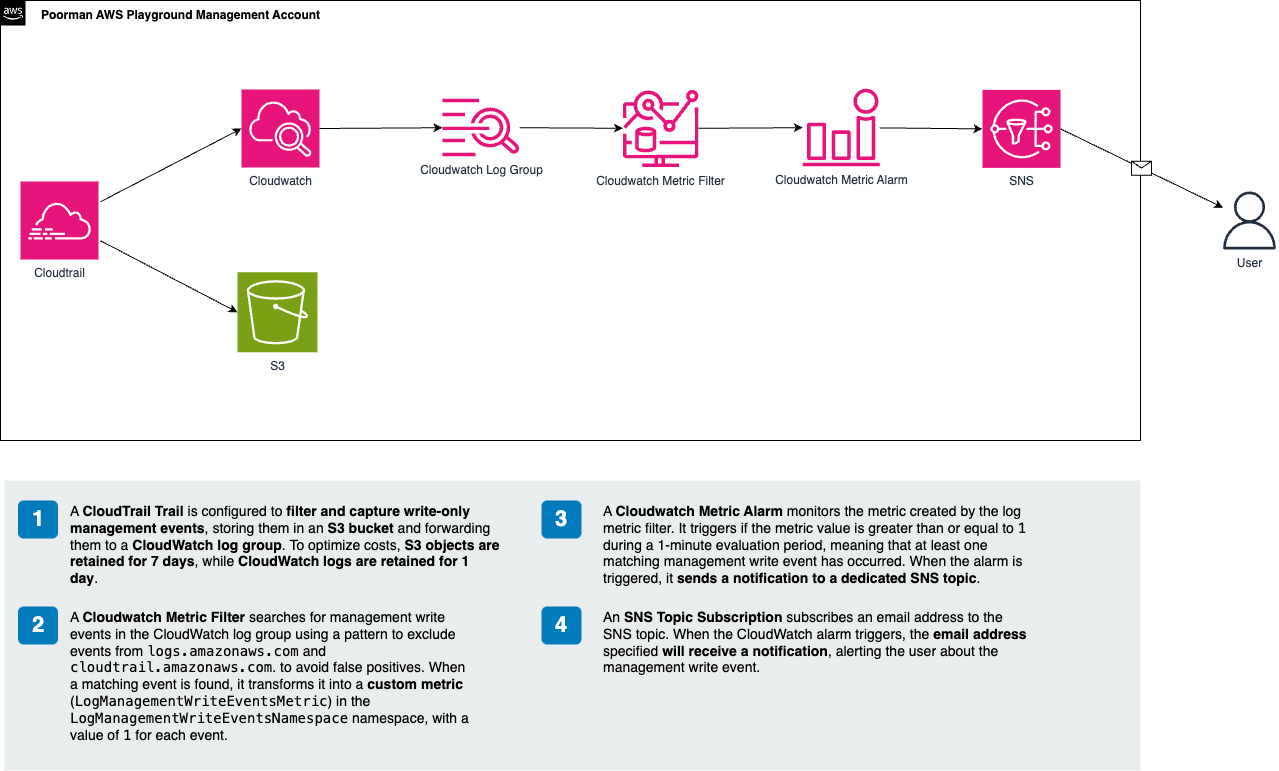 aws
Poorman AWS Playground Management Account
Cloudwatch
Cloudwatch Log Group
Cloudwatch Metric Filter
Cloudwatch Metric Alarm
SNS
Cloudtrail
User
S3
1
A CloudTrail Trail is configured to filter and capture write-only
management events, storing them in an S3 bucket and forwarding
them to a CloudWatch log group. To optimize costs, S3 objects are
retained for 7 days, while CloudWatch logs are retained for 1
day.
2
A Cloudwatch Metric Filter searches for management write
events in the CloudWatch log group using a pattern to exclude
events from logs.amazonaws.com and
cloudtrail.amazonaws.com. to avoid false positives. When
a matching event is found, it transforms it into a custom metric
(LogManagementWriteEventsMetric) in the
LogManagementWriteEventsNamespace namespace, with a
value of 1 for each event.
3
A Cloudwatch Metric Alarm monitors the metric created by the log
metric filter. It triggers if the metric value is greater than or equal to 1
during a 1-minute evaluation period, meaning that at least one
matching management write event has occurred. When the alarm is
triggered, it sends a notification to a dedicated SNS topic.
4
An SNS Topic Subscription subscribes an email address to the
SNS topic. When the CloudWatch alarm triggers, the email address
specified will receive a notification, alerting the user about the
management write event.